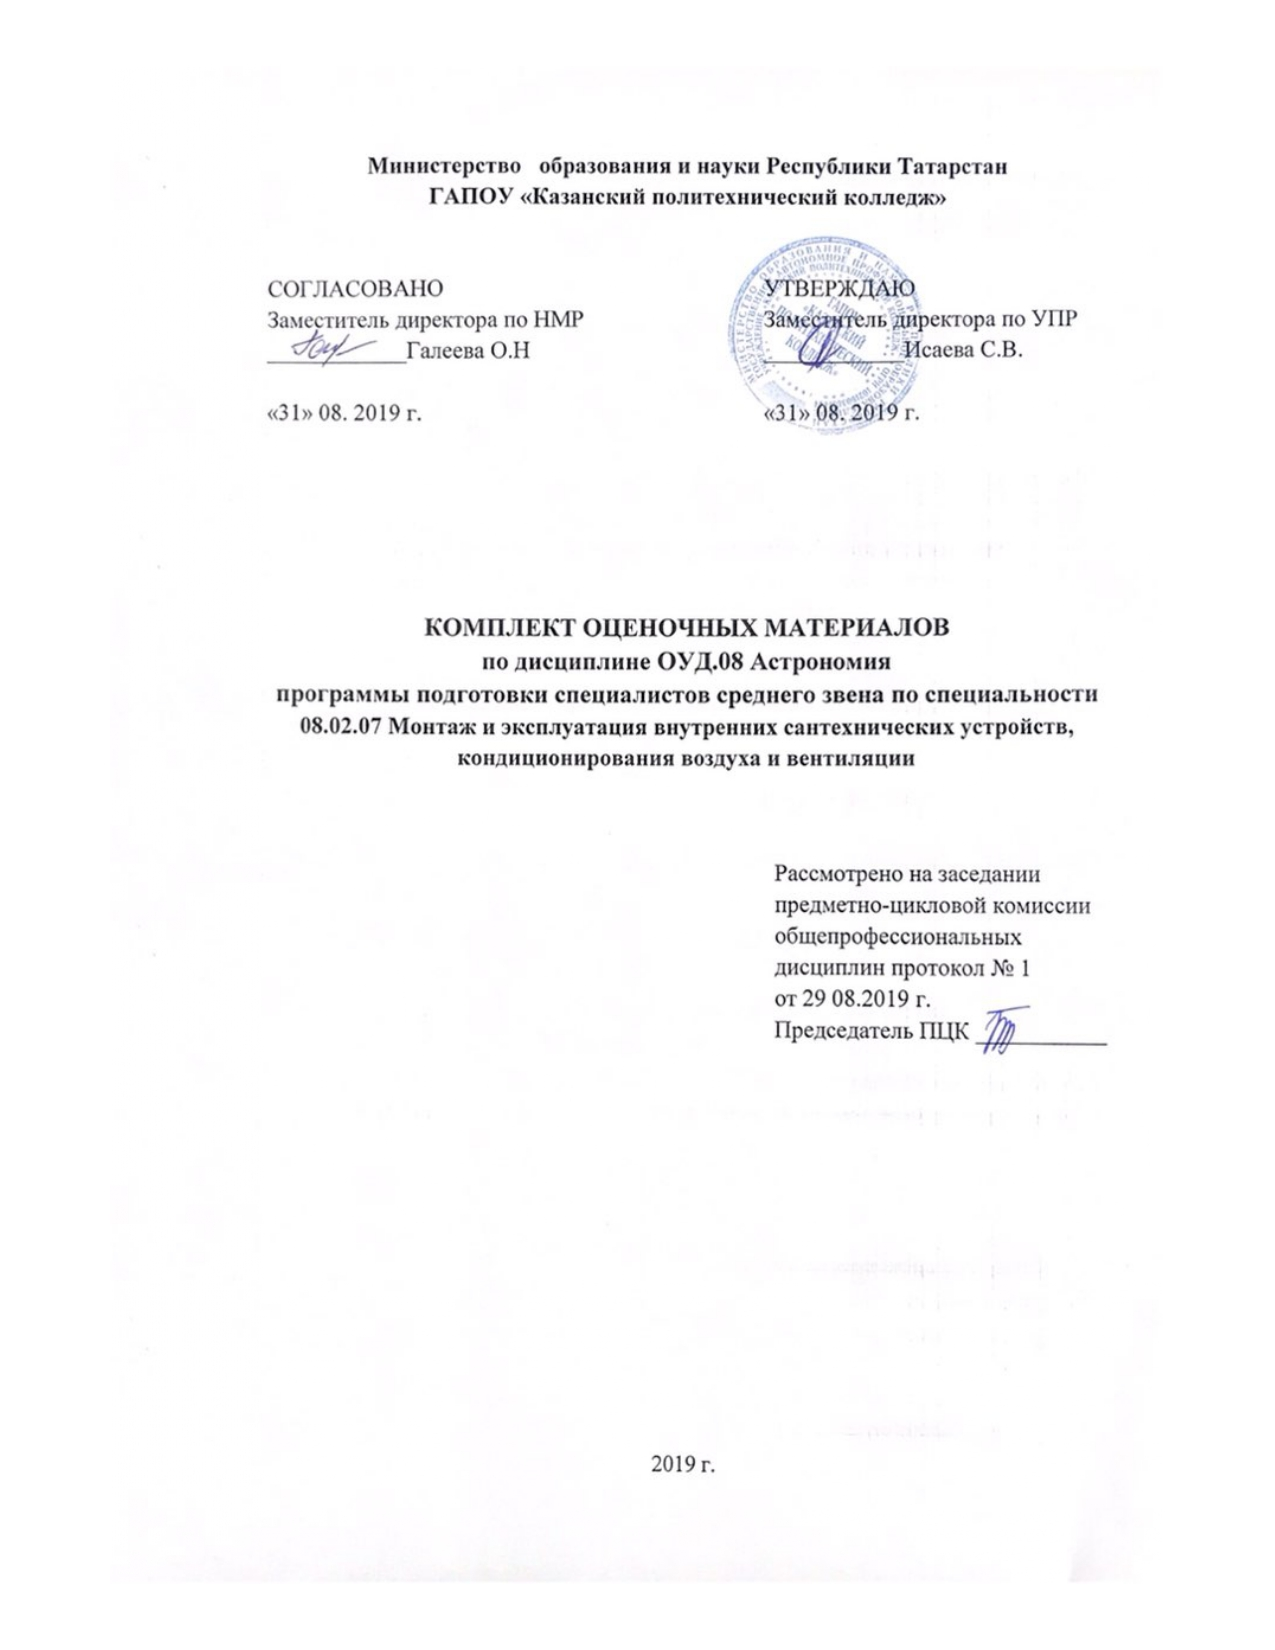 Министерство образования и науки Республики Татарстан
ГАПОУ «Казанский политехнический колледж»
СОГЛАСОВАНО
Заместитель директора по НМР
___________Галеева О.Н
«31» 08. 2019 г.
УТВЕРЖДАЮ
Заместитель директора по УПР
___________Исаева С.В.
«31» 08. 2019 г.
КОМПЛЕКТ ОЦЕНОЧНЫХ МАТЕРИАЛОВ
по дисциплине ОУД.08 Астрономия
программы подготовки специалистов среднего звена по специальности
08.02.07 Монтаж и эксплуатация внутренних сантехнических устройств,
кондиционирования воздуха и вентиляции
Рассмотрено на заседании
предметно-цикловой комиссии
общепрофессиональных
дисциплин протокол № 1
от 29 08.2019 г.
Председатель ПЦК ___________
2019 г.